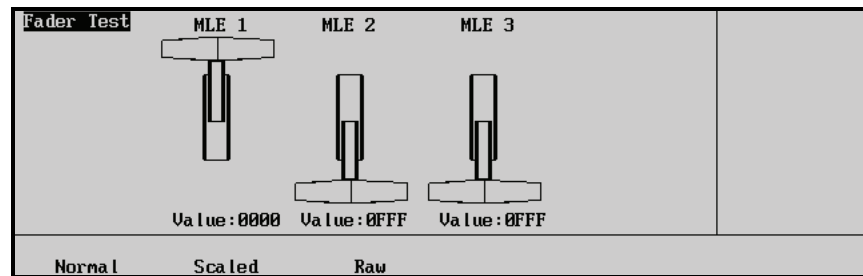 Fader Test MLE 1 MLE 2 MLE 3
Value:0000 Value:0FFF Value:0FFF
Normal Scaled Raw